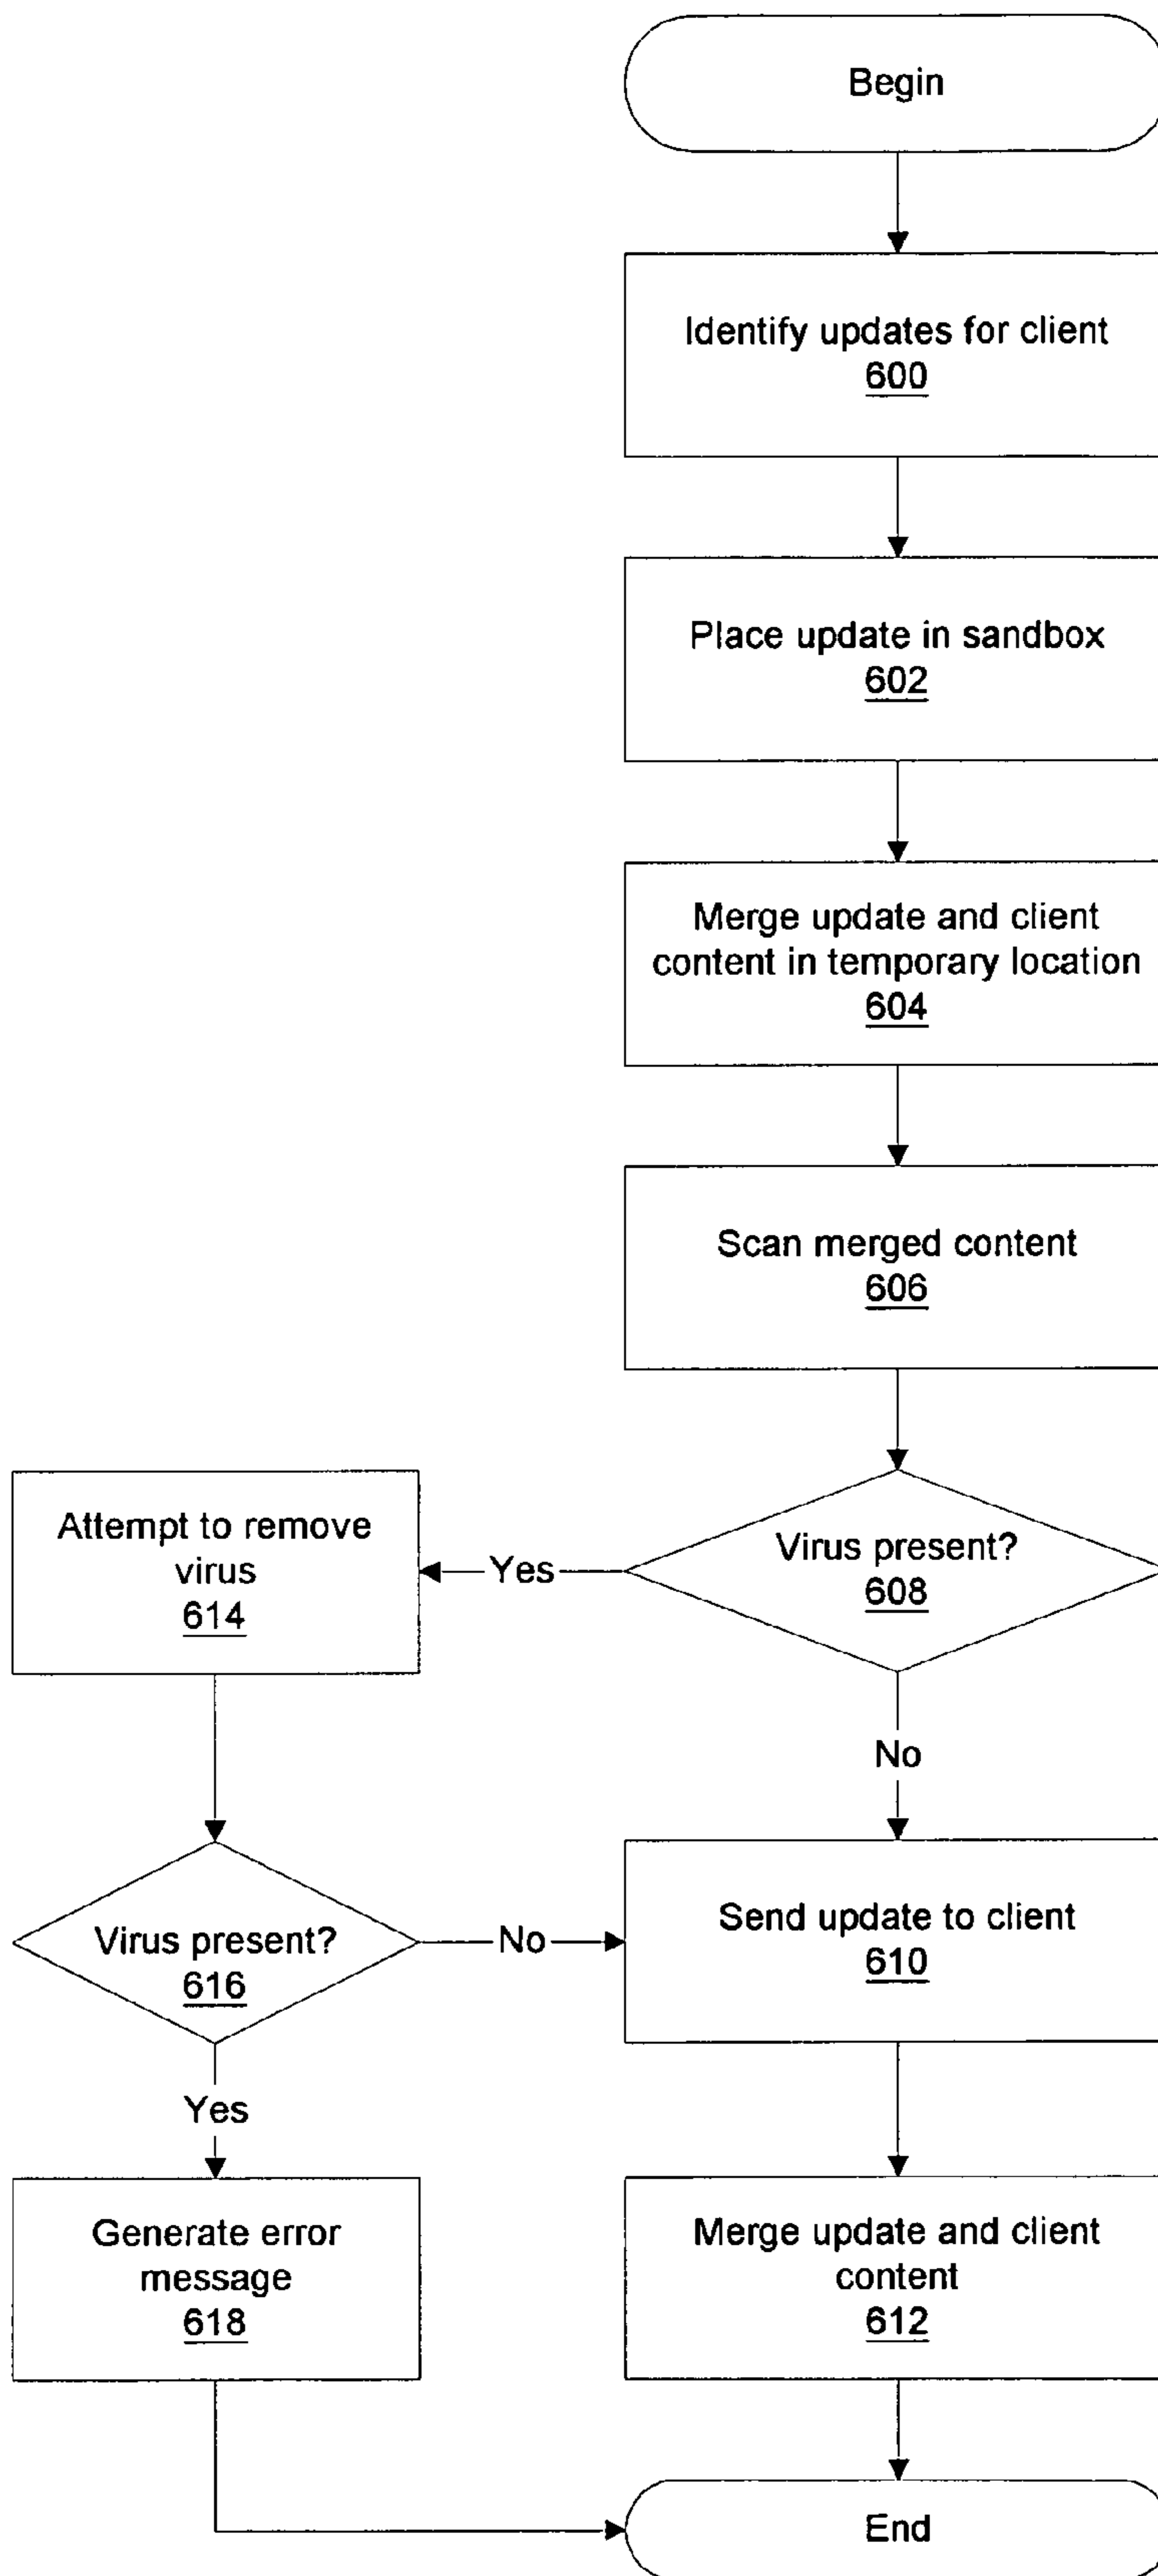 Begin
Identify updates for client
600
Place update in sandbox
602
Merge update and client
content in temporary location
604
Scan merged content
606
Virus present?
608
Yes
Attempt to remove
virus
614
No
Virus present?
616
No
Send update to client
610
Yes
Generate error
message
618
Merge update and client
content
612
End